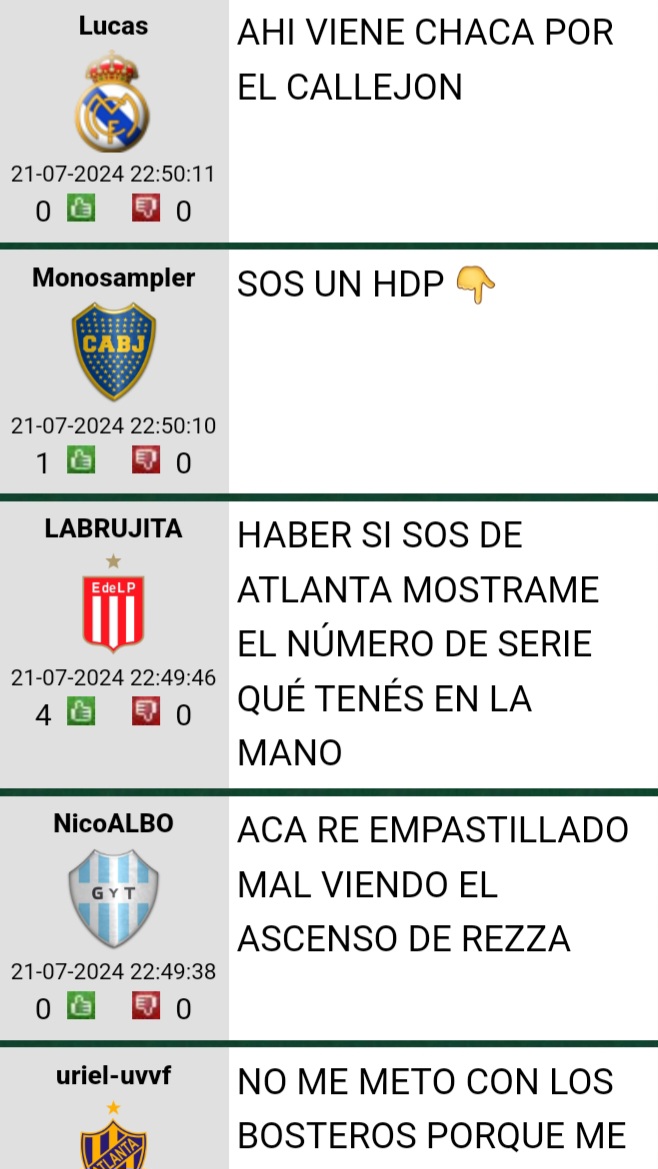 Lucas
AHI VIENE CHACA POR
EL CALLEJON
21-07-2024 22:50:11
0 0
Monosampler
SOS UN HDP 👇
CABJ
21-07-2024 22:50:10
1 0
LABRUJITA
HABER SI SOS DE
ATLANTA MOSTRAME
EL NÚMERO DE SERIE
QUÉ TENÉS EN LA
MANO
EdeLP
21-07-2024 22:49:46
4 0
NicoALBO
ACA RE EMPASTILLADO
MAL VIENDO EL
ASCENSO DE REZZA
G Y T
21-07-2024 22:49:38
0 0
uriel-uvvf
NO ME METO CON LOS
BOSTEROS PORQUE ME
ATLANTA